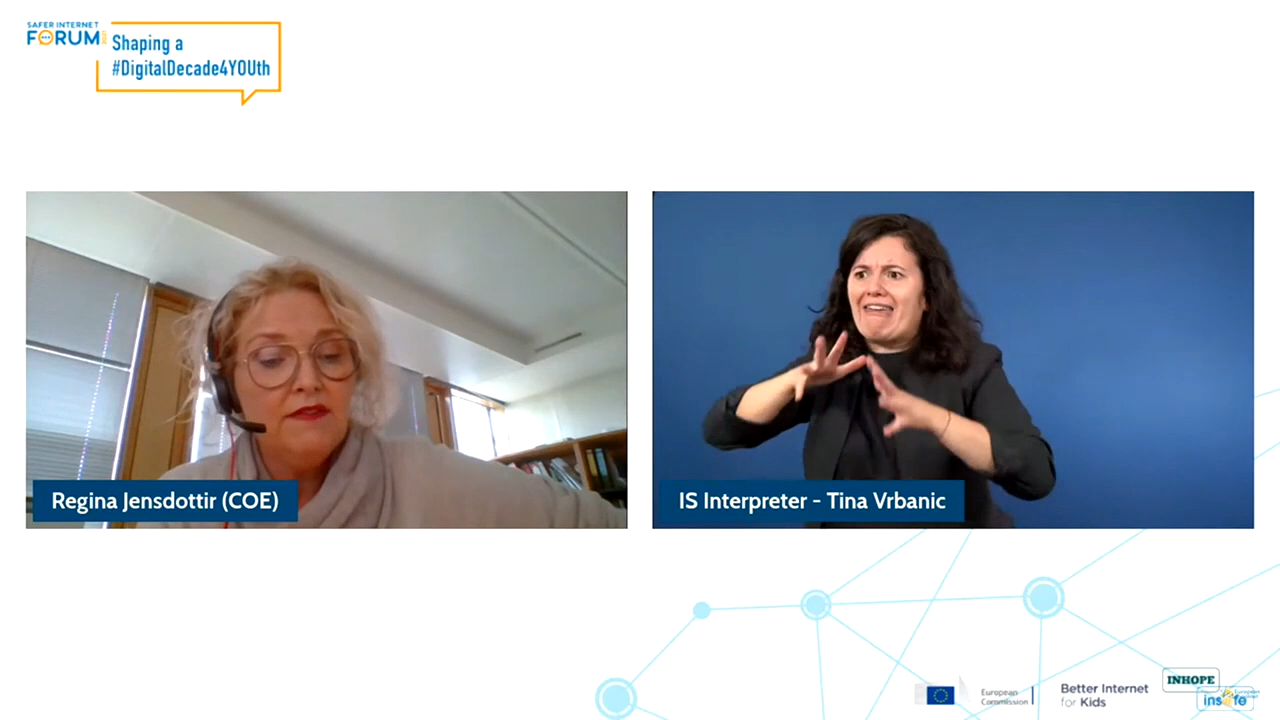 SAFER INTERNET
FORUM 2021
Shaping a
#DigitalDecade4YOUth
Regina Jensdottir (COE)
IS Interpreter - Tina Vrbanic
European
Commission
Better Internet
for Kids
INHOPE
insafe